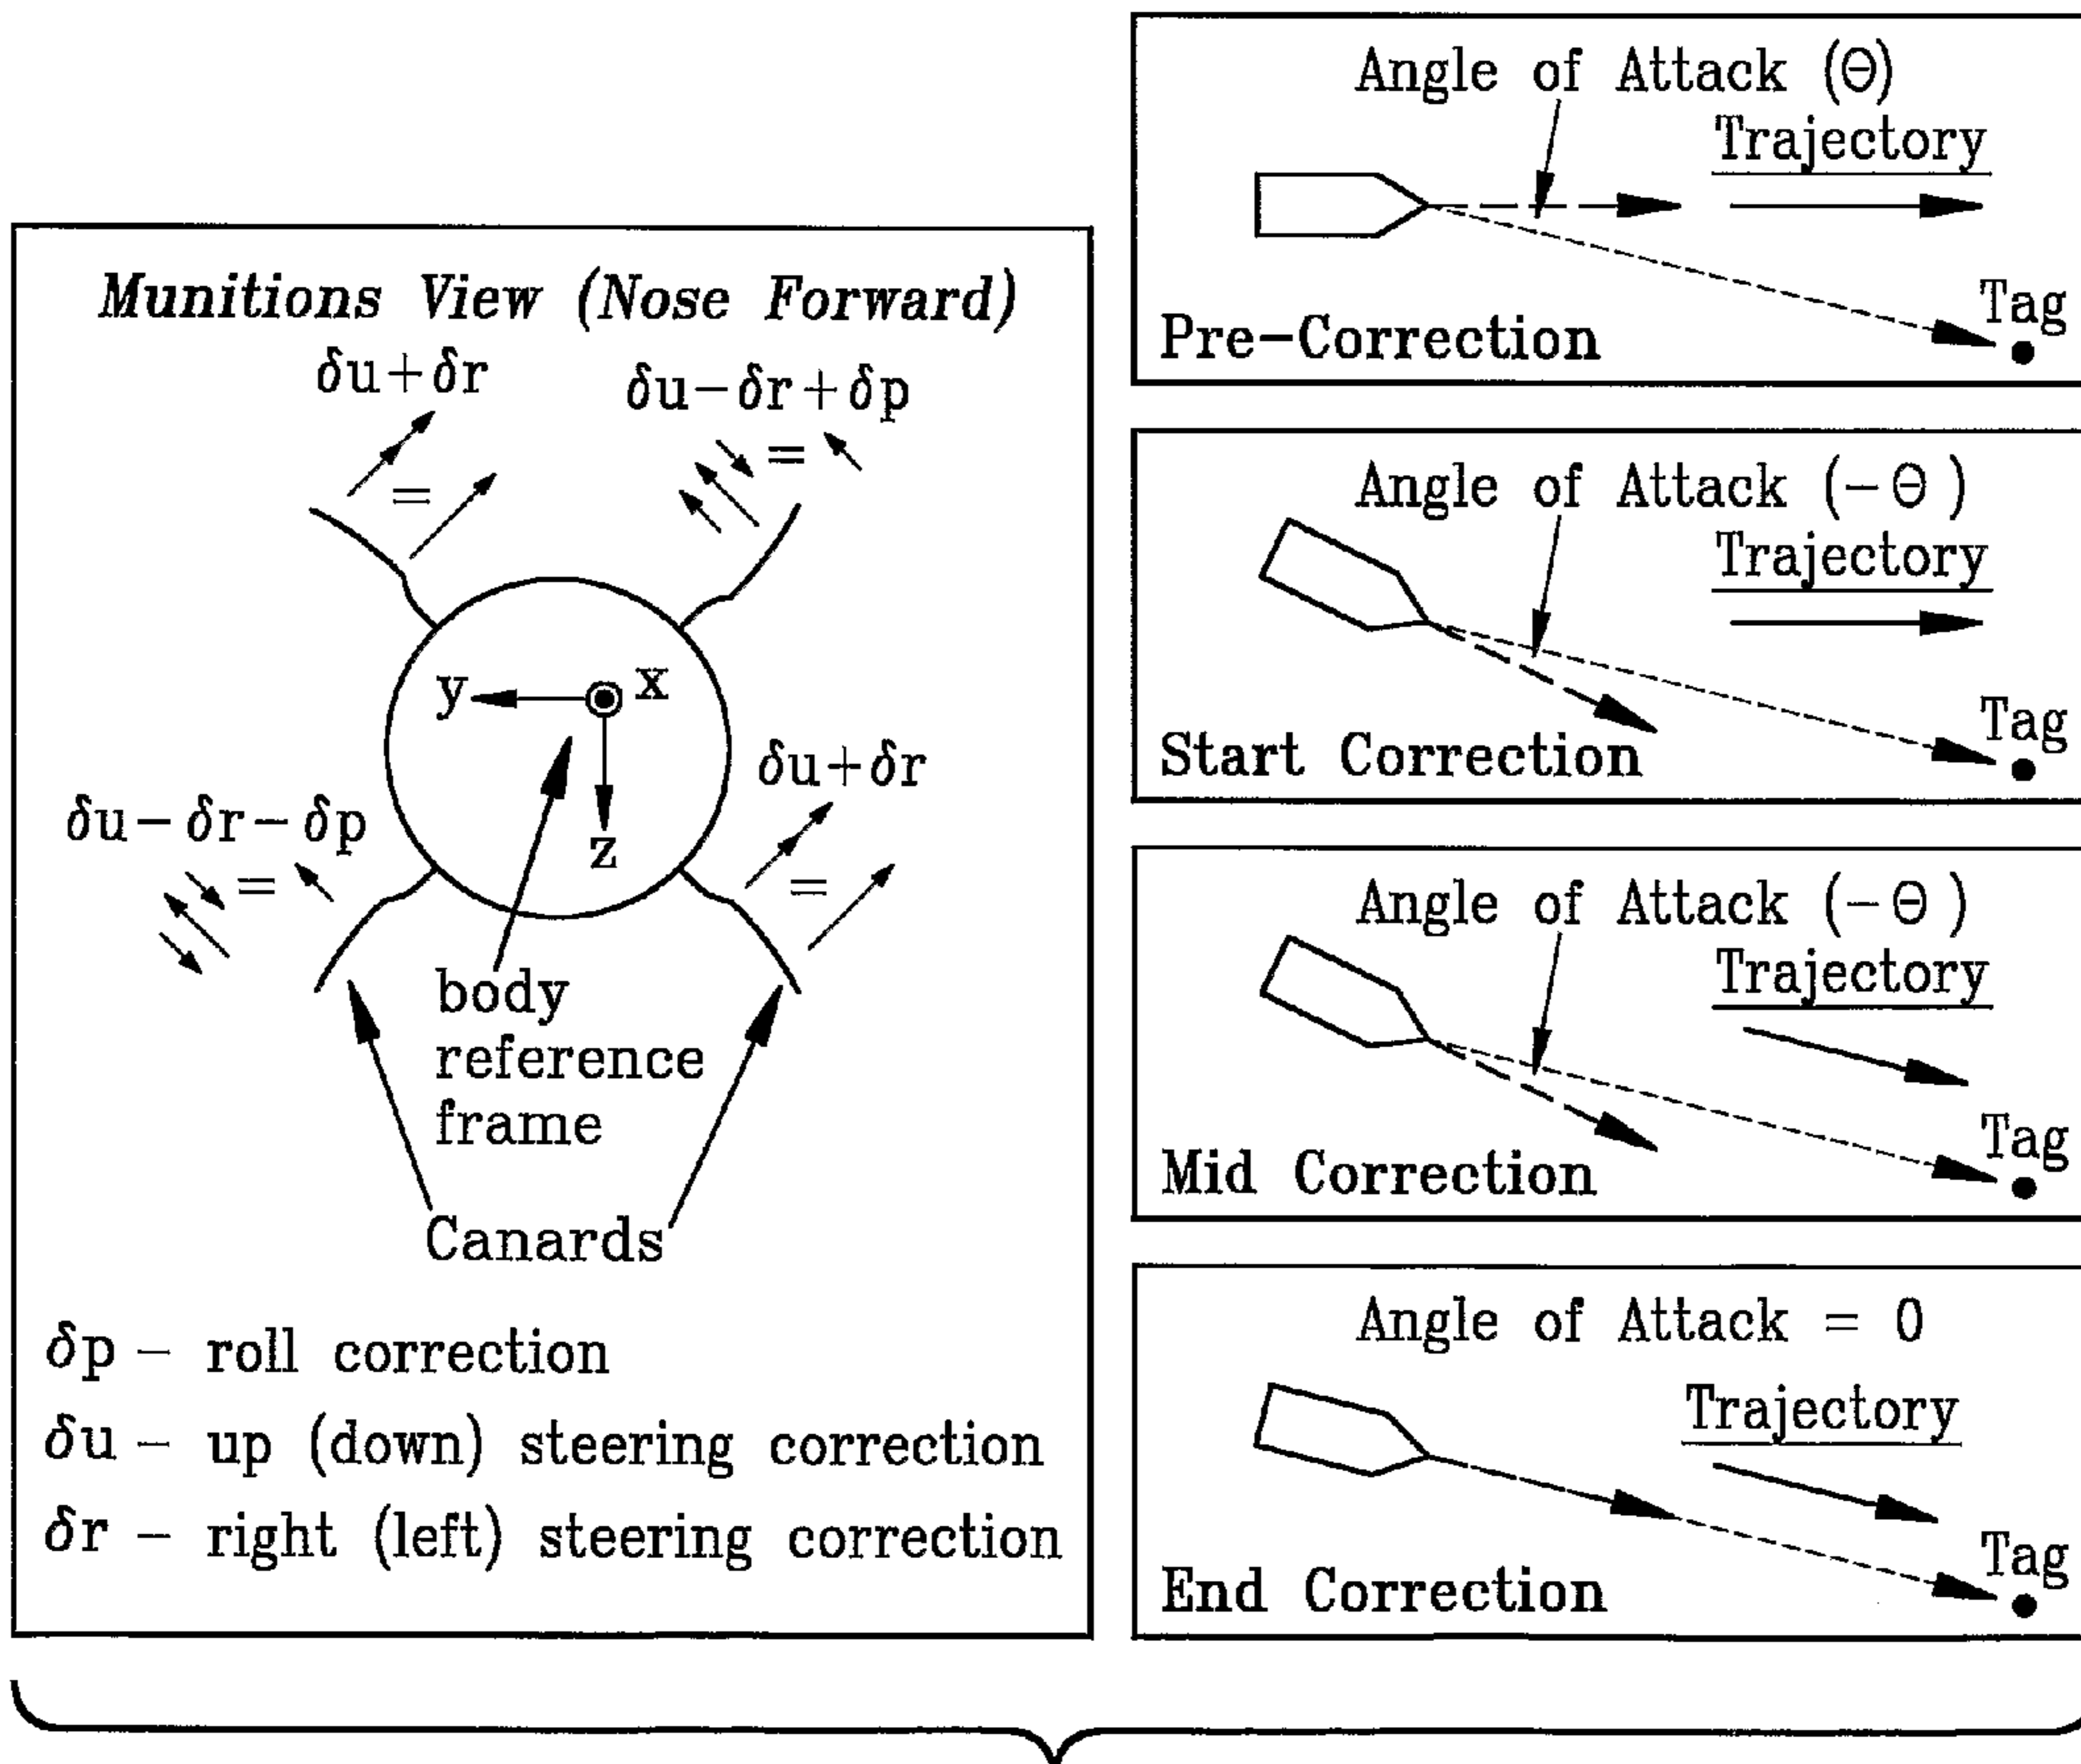 Munitions View (Nose Forward)
δu+δr
δu-δr+δp
=
=
y
x
z
δu-δr-δp
=
δu+δr
=
body
reference
frame
Canards
δp - roll correction
δu - up (down) steering correction
δr - right (left) steering correction
Angle of Attack (Θ)
Trajectory
Tag
Pre-Correction
Angle of Attack (-Θ )
Trajectory
Tag
Start Correction
Angle of Attack (-Θ )
Trajectory
Tag
Mid Correction
Angle of Attack = 0
Trajectory
Tag
End Correction